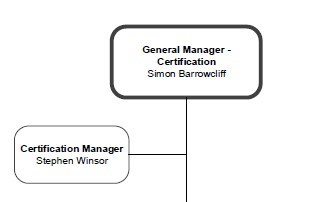 General Manager -
Certification
Simon Barrowcliff
Certification Manager
Stephen Winsor